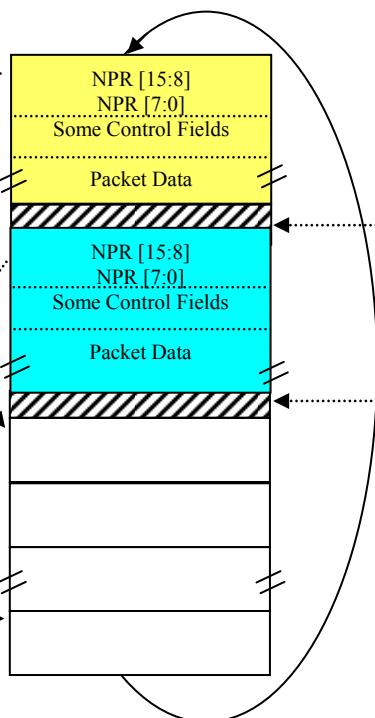 NPR [15:8]
NPR [7:0]
Some Control Fields
Packet Data
NPR [15:8]
NPR [7:0]
Some Control Fields
Packet Data